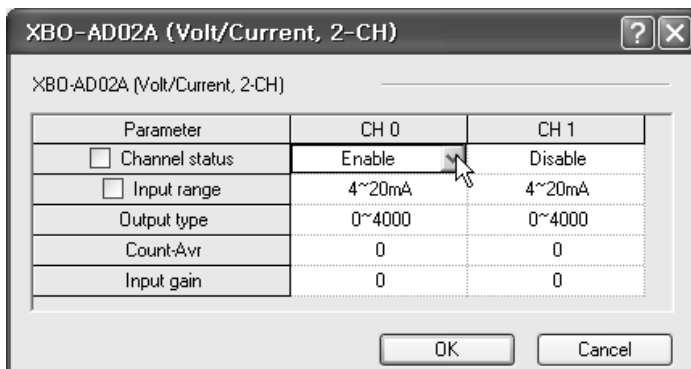 XBO-AD02A (Volt/Current, 2-CH)
XBO-AD02A (Volt/Current, 2-CH)
Parameter CH 0 CH 1
Channel status Enable Disable
Input range 4~20mA 4~20mA
Output type 0~4000 0~4000
Count-Avr 0 0
Input gain 0 0
OK Cancel